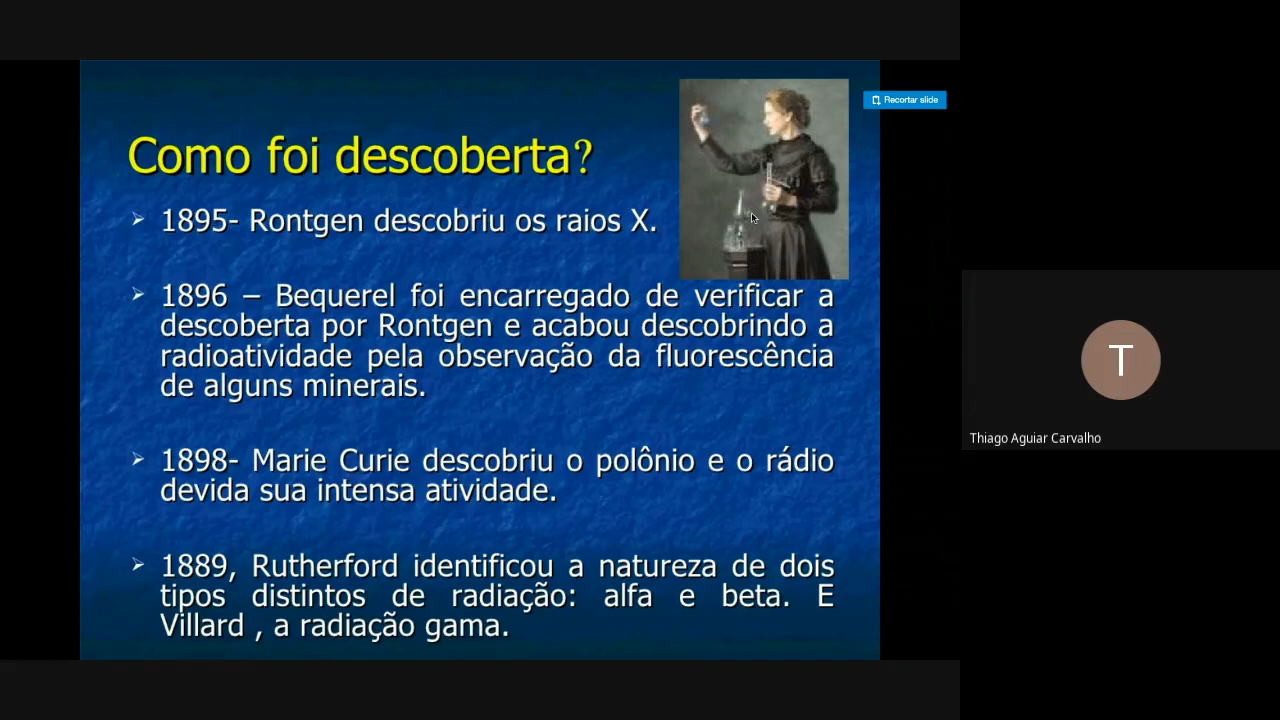 Recortar slide
Como foi descoberta?
1895- Rontgen descobriu os raios X.
1896 – Bequerel foi encarregado de verificar a
descoberta por Rontgen e acabou descobrindo a
radioatividade pela observação da fluorescência
de alguns minerais.
1898- Marie Curie descobriu o polônio e o rádio
devida sua intensa atividade.
1889, Rutherford identificou a natureza de dois
tipos distintos de radiação: alfa e beta. E
Villard , a radiação gama.
T
Thiago Aguiar Carvalho